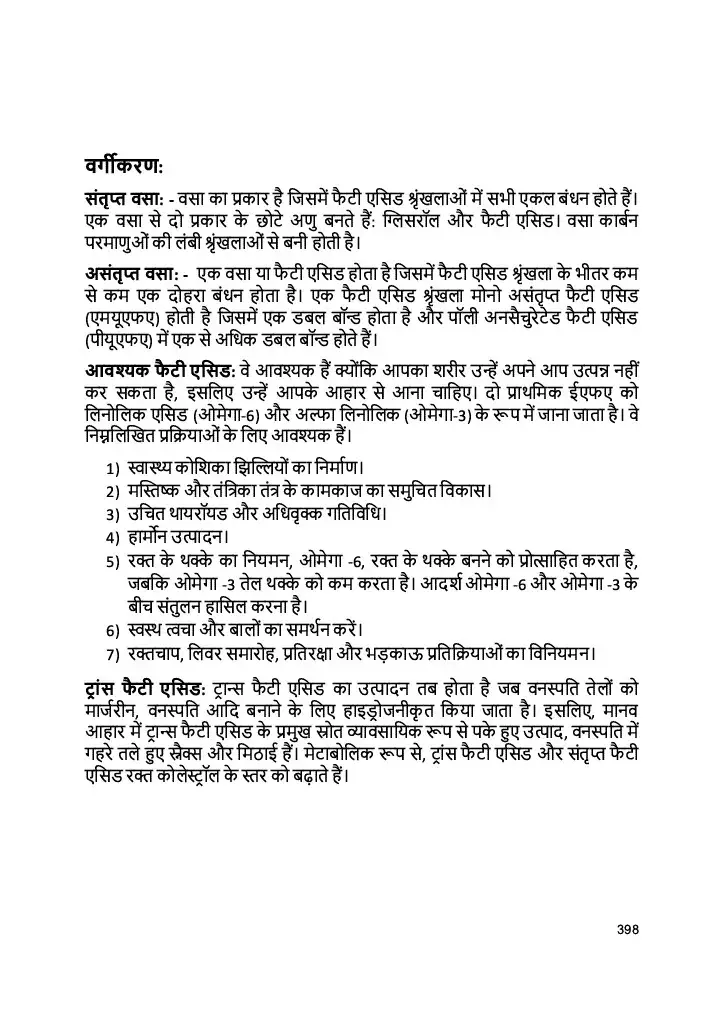 वर्गीकरण:
संतृप्त वसा: - वसा का प्रकार है जिसमें फैटी एसिड श्रृंखलाओं में सभी एकल बंधन होते हैं।
एक वसा से दो प्रकार के छोटे अणु बनते हैं: ग्लिसरॉल और फैटी एसिड। वसा कार्बन
परमाणुओं की लंबी श्रृंखलाओं से बनी होती है।
असंतृप्त वसा: - एक वसा या फैटी एसिड होता है जिसमें फैटी एसिड श्रृंखला के भीतर कम
से कम एक दोहरा बंधन होता है। एक फैटी एसिड श्रृंखला मोनो असंतृप्त फैटी एसिड
(एमयूएफए) होती है जिसमें एक डबल बॉन्ड होता है और पॉली अनसैचुरेटेड फैटी एसिड
(पीयूएफए) में एक से अधिक डबल बॉन्ड होते हैं।
आवश्यक फैटी एसिड: वे आवश्यक हैं क्योंकि आपका शरीर उन्हें अपने आप उत्पन्न नहीं
कर सकता है, इसलिए उन्हें आपके आहार से आना चाहिए। दो प्राथमिक ईएफए को
लिनोलिक एसिड (ओमेगा-6) और अल्फा लिनोलिक (ओमेगा-3) के रूप में जाना जाता है। वे
निम्नलिखित प्रक्रियाओं के लिए आवश्यक हैं।
1) स्वास्थ्य कोशिका झिल्लियों का निर्माण।
2) मस्तिष्क और तंत्रिका तंत्र के कामकाज का समुचित विकास।
3) उचित थायरॉयड और अधिवृक्क गतिविधि।
4) हार्मोन उत्पादन।
5) रक्त के थक्के का नियमन, ओमेगा -6, रक्त के थक्के बनने को प्रोत्साहित करता है,
जबकि ओमेगा -3 तेल थक्के को कम करता है। आदर्श ओमेगा -6 और ओमेगा -3 के
बीच संतुलन हासिल करना है।
6) स्वस्थ त्वचा और बालों का समर्थन करें।
7) रक्तचाप, लिवर समारोह, प्रतिरक्षा और भड़काऊ प्रतिक्रियाओं का विनियमन।
ट्रांस फैटी एसिड: ट्रान्स फैटी एसिड का उत्पादन तब होता है जब वनस्पति तेलों को
मार्जरीन, वनस्पति आदि बनाने के लिए हाइड्रोजनीकृत किया जाता है। इसलिए, मानव
आहार में ट्रान्स फैटी एसिड के प्रमुख स्रोत व्यावसायिक रूप से पके हुए उत्पाद, वनस्पति में
गहरे तले हुए स्नैक्स और मिठाई हैं। मेटाबोलिक रूप से, ट्रांस फैटी एसिड और संतृप्त फैटी
एसिड रक्त कोलेस्ट्रॉल के स्तर को बढ़ाते हैं।
398